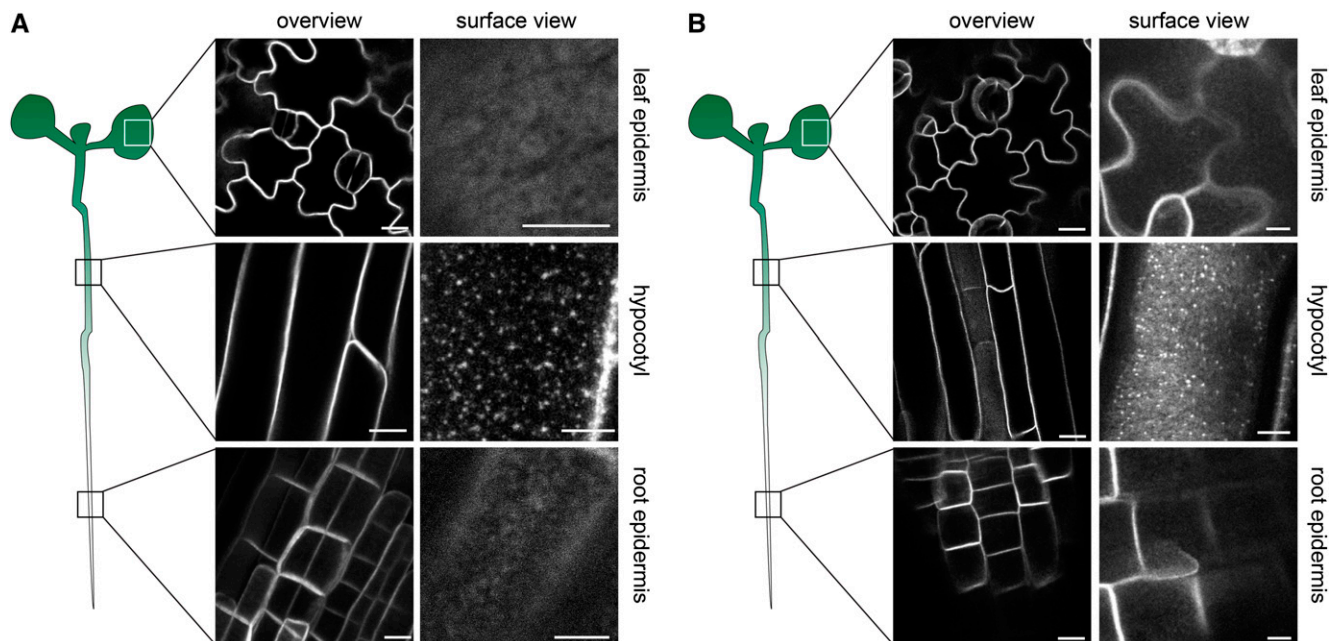 A
overview
surface view
leaf epidermis
hypocotyl
root epidermis
B
overview
surface view
leaf epidermis
hypocotyl
root epidermis